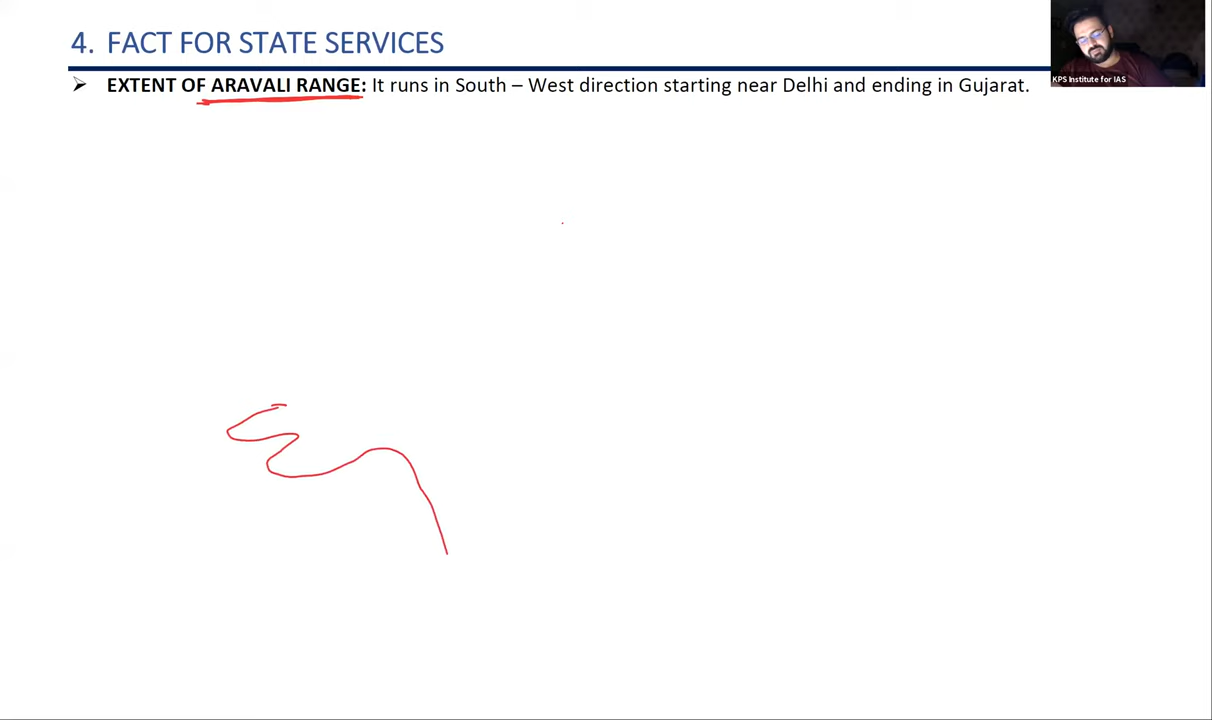 4. FACT FOR STATE SERVICES
KPS Institute for IAS
➢ EXTENT OF ARAVALI RANGE: It runs in South – West direction starting near Delhi and ending in Gujarat.